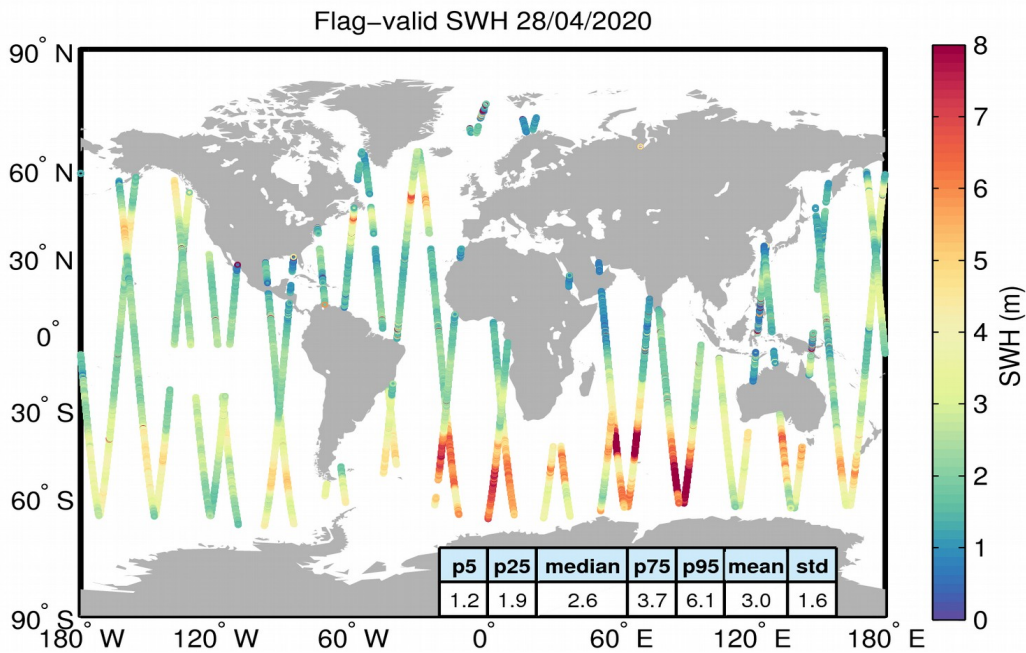 Flag−valid SWH 28/04/2020
90° N
60° N
30° N
0°
30° S
60° S
90° S
180° W
120° W
60° W
0°
60° E
120° E
180° E
p5 p25 median p75 p95 mean std
1.2 1.9 2.6 3.7 6.1 3.0 1.6
8
7
6
5
4
3
2
1
0
SWH (m)